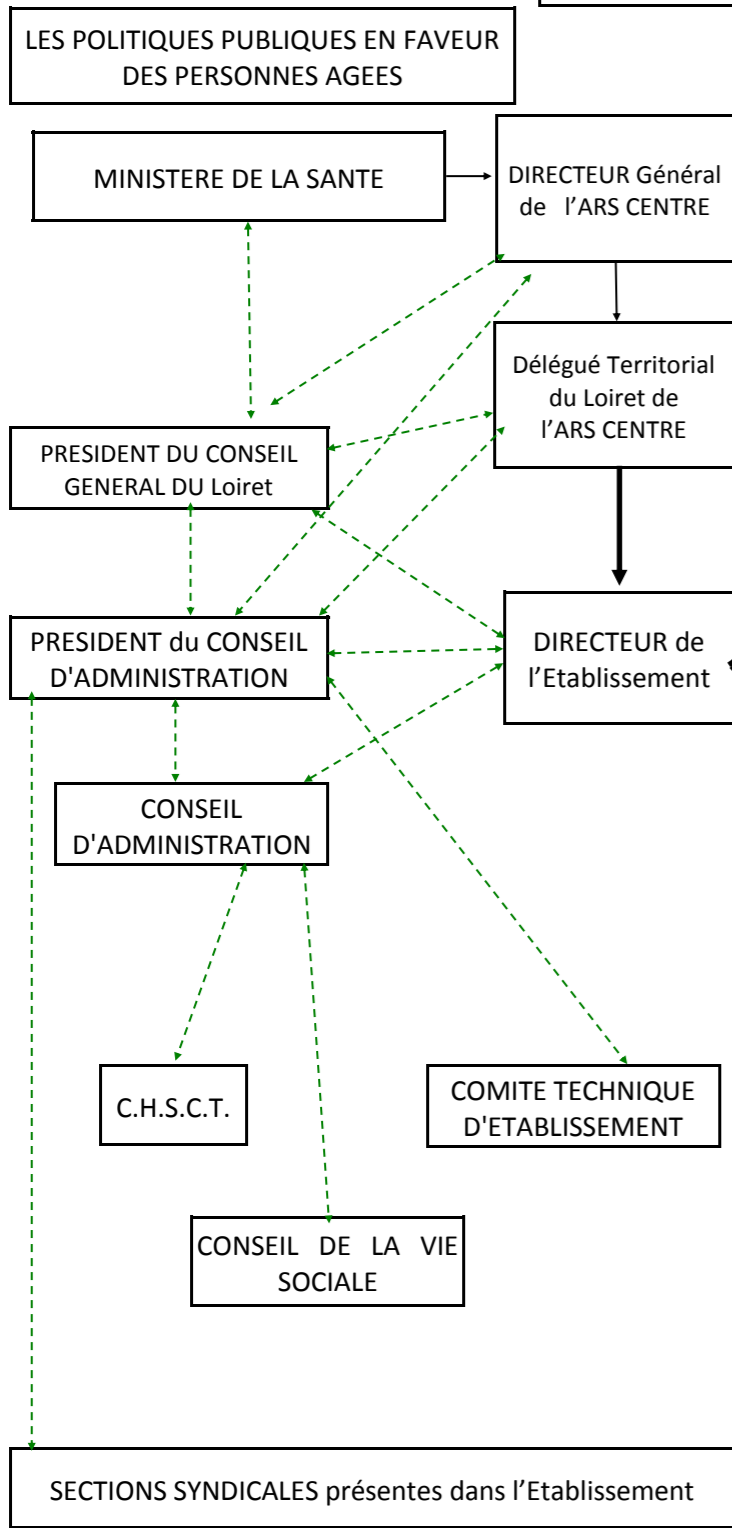 LES POLITIQUES PUBLIQUES EN FAVEUR
DES PERSONNES AGEES
MINISTERE DE LA SANTE
DIRECTEUR Général
de l’ARS CENTRE
Délégué Territorial
du Loiret de
l’ARS CENTRE
PRESIDENT DU CONSEIL
GENERAL DU Loiret
PRESIDENT du CONSEIL
D'ADMINISTRATION
DIRECTEUR de
l’Etablissement
CONSEIL
D'ADMINISTRATION
C.H.S.C.T.
COMITE TECHNIQUE
D'ETABLISSEMENT
CONSEIL DE LA VIE
SOCIALE
SECTIONS SYNDICALES présentes dans l’Etablissement